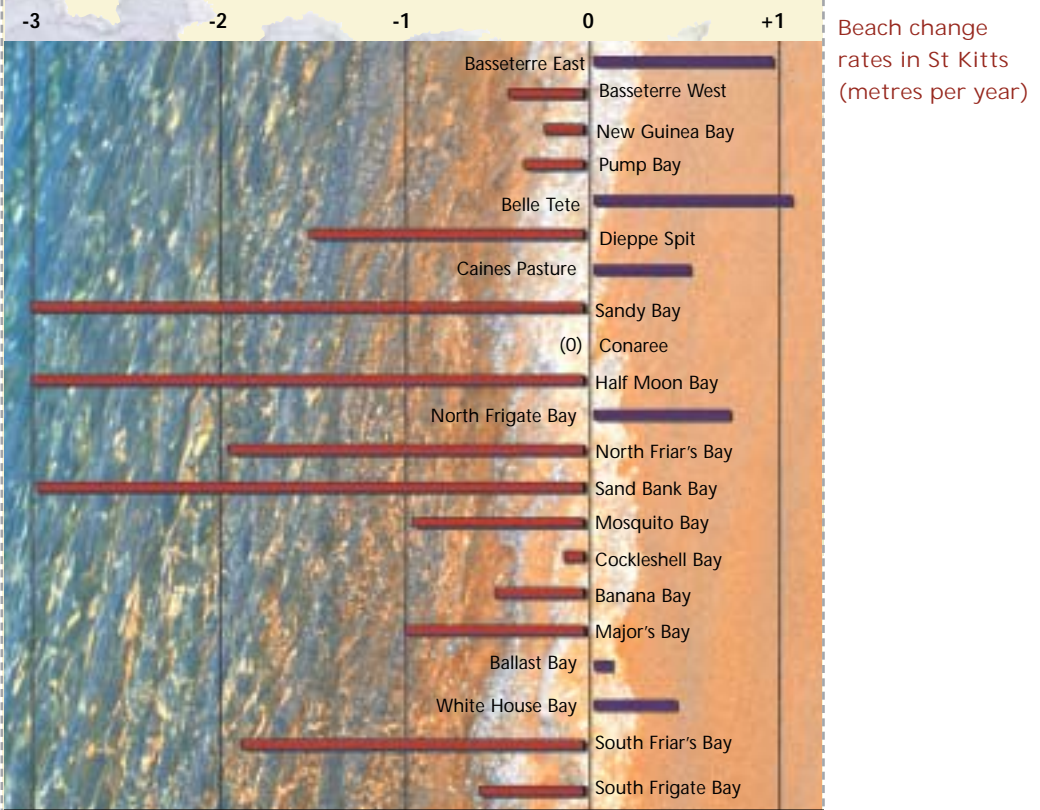 -3 -2 -1 0 +1
Beach change
rates in St Kitts
(metres per year)
Basseterre East
Basseterre West
New Guinea Bay
Pump Bay
Belle Tete
Dieppe Spit
Caines Pasture
Sandy Bay
(0) Conaree
Half Moon Bay
North Frigate Bay
North Friar's Bay
Sand Bank Bay
Mosquito Bay
Cockleshell Bay
Banana Bay
Major's Bay
Ballast Bay
White House Bay
South Friar's Bay
South Frigate Bay